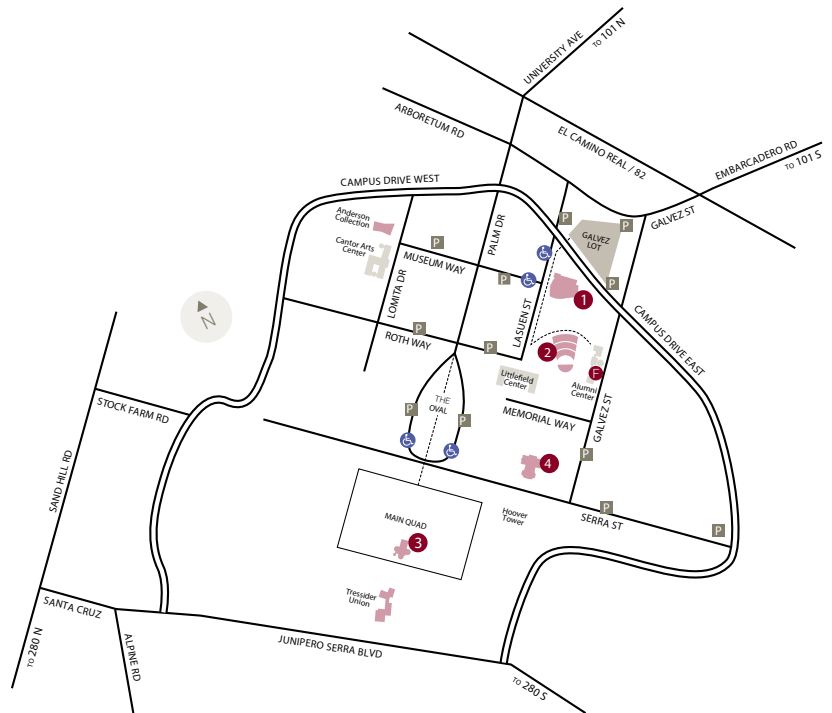 UNIVERSITY AVE
TO 101 N
ARBORETUM RD
EL CAMINO REAL / 82
EMBARCADERO RD
TO 101 S
CAMPUS DRIVE WEST
GALVEZ ST
Anderson
Collection
P
P
PALM DR
GALVEZ
LOT
Cantor Arts
Center
P
MUSEUM WAY
LOMITA DR
P
P
1
N
LASUEN ST
CAMPUS DRIVE EAST
P
ROTH WAY
P
2
Littlefield
Center
F
Alumni
Center
STOCK FARM RD
THE
OVAL
P
P
MEMORIAL WAY
GALVEZ ST
SAND HILL RD
P
4
P
SERRA ST
Hoover
Tower
P
MAIN QUAD
3
Tressider
Union
SANTA CRUZ
ALPINE RD
TO 280 N
JUNIPERO SERRA BLVD
TO 280 S